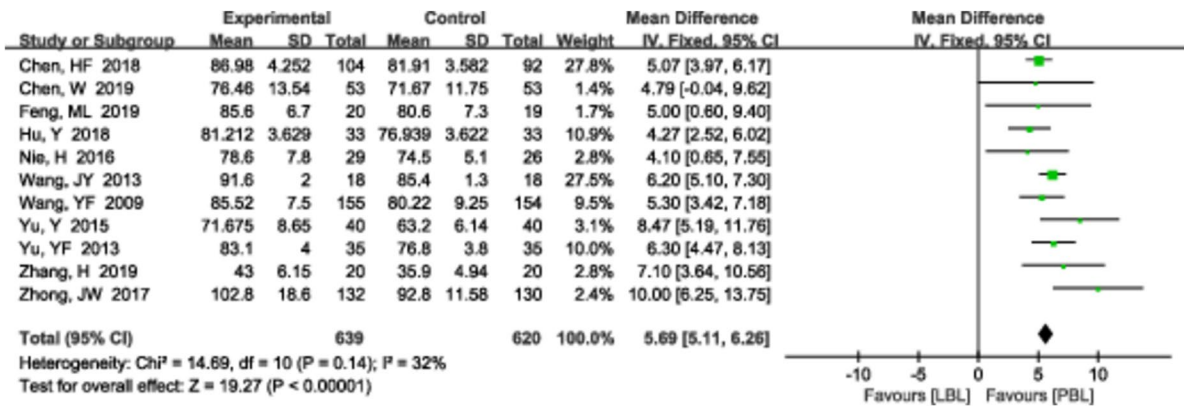 Experimental Control Mean Difference Mean Difference
Study or Subgroup Mean SD Total Mean SD Total Weight IV, Fixed, 95% CI IV, Fixed, 95% CI
Chen, HF 2018 86.98 4.252 104 81.91 3.582 92 27.8% 5.07 [3.97, 6.17]
Chen, W 2019 76.46 13.54 53 71.67 11.75 53 1.4% 4.79 [-0.04, 9.62]
Feng, ML 2019 85.6 6.7 20 80.6 7.3 19 1.7% 5.00 [0.60, 9.40]
Hu, Y 2018 81.212 3.629 33 76.939 3.622 33 10.9% 4.27 [2.52, 6.02]
Nie, H 2016 78.6 7.8 29 74.5 5.1 26 2.8% 4.10 [0.65, 7.55]
Wang, JY 2013 91.6 2 18 85.4 1.3 18 27.5% 6.20 [5.10, 7.30]
Wang, YF 2009 85.52 7.5 155 80.22 9.25 154 9.5% 5.30 [3.42, 7.18]
Yu, Y 2015 71.675 8.65 40 63.2 6.14 40 3.1% 8.47 [5.19, 11.76]
Yu, YF 2013 83.1 4 35 76.8 3.8 35 10.0% 6.30 [4.47, 8.13]
Zhang, H 2019 43 6.15 20 35.9 4.94 20 2.8% 7.10 [3.64, 10.56]
Zhong, JW 2017 102.8 18.6 132 92.8 11.58 130 2.4% 10.00 [6.25, 13.75]
Total (95% CI) 639 620 100.0% 5.69 [5.11, 6.26]
Heterogeneity: Chi² = 14.69, df = 10 (P = 0.14); I² = 32%
Test for overall effect: Z = 19.27 (P < 0.00001)
-10 -5 0 5 10
Favours [LBL] Favours [PBL]